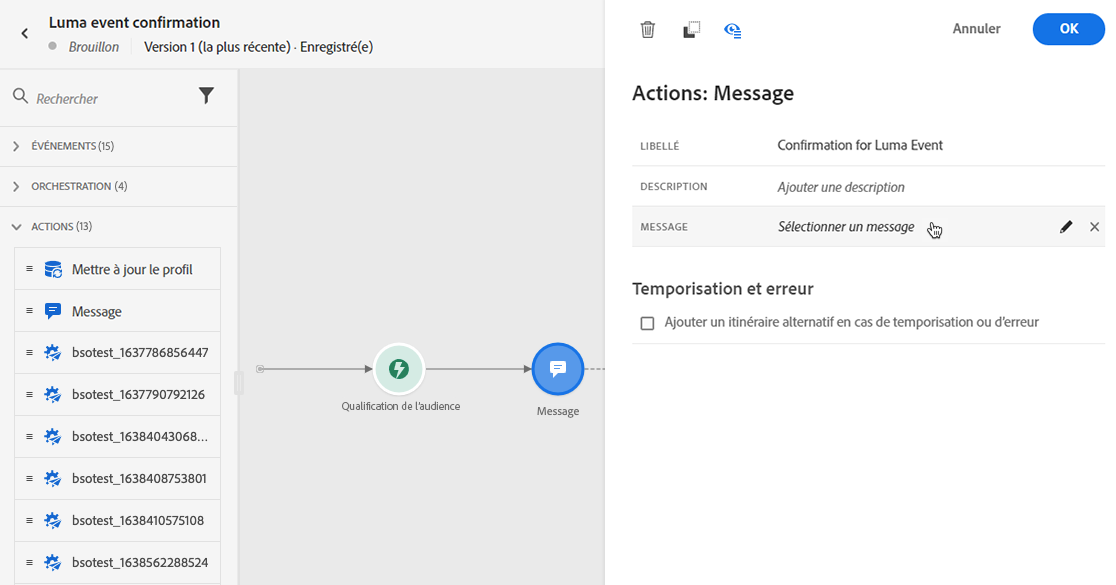 Luma event confirmation
Brouillon Version 1 (la plus récente) · Enregistré(e)
Rechercher
ÉVÉNEMENTS (15)
ORCHESTRATION (4)
ACTIONS (13)
Mettre à jour le profil
Message
bsotest_1637786856447
bsotest_1637790792126
bsotest_16384043068...
bsotest_1638408753801
bsotest_1638410575108
bsotest_1638562288524
Qualification de l'audience
Message
Annuler
OK
Actions: Message
LIBELLÉ Confirmation for Luma Event
DESCRIPTION Ajouter une description
MESSAGE Sélectionner un message
Temporisation et erreur
Ajouter un itinéraire alternatif en cas de temporisation ou d'erreur